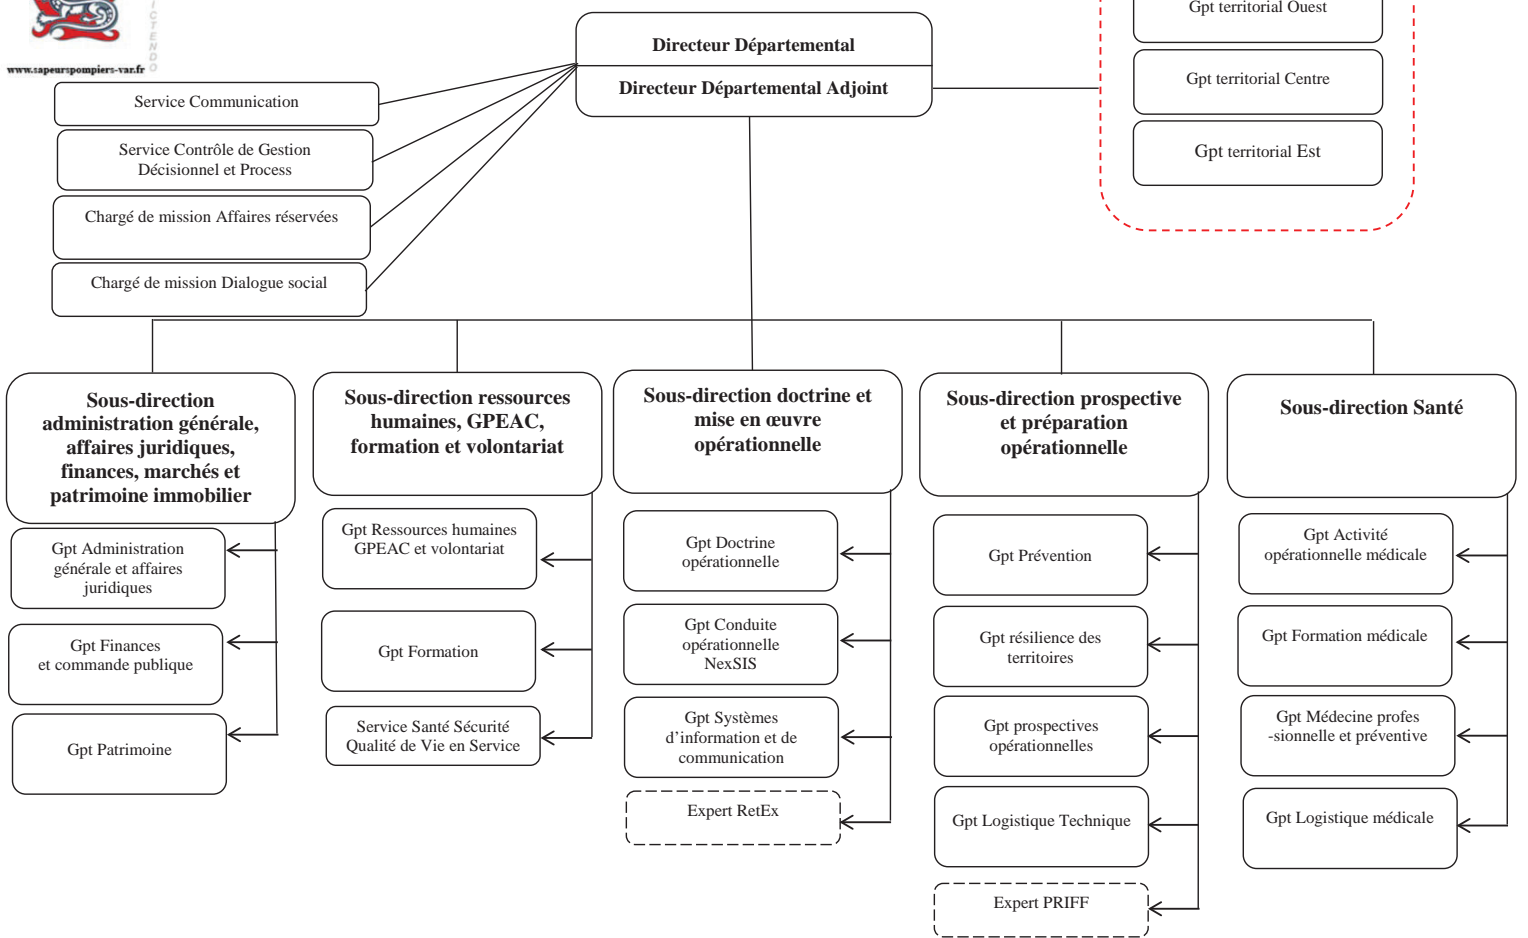 ICTENDO
www.sapeurspompiers-var.fr
Directeur Départemental
Directeur Départemental Adjoint
Gpt territorial Ouest
Gpt territorial Centre
Gpt territorial Est
Service Communication
Service Contrôle de Gestion
Décisionnel et Process
Chargé de mission Affaires réservées
Chargé de mission Dialogue social
Sous-direction
administration générale,
affaires juridiques,
finances, marchés et
patrimoine immobilier
Gpt Administration
générale et affaires
juridiques
Gpt Finances
et commande publique
Gpt Patrimoine
Sous-direction ressources
humaines, GPEAC,
formation et volontariat
Gpt Ressources humaines
GPEAC et volontariat
Gpt Formation
Service Santé Sécurité
Qualité de Vie en Service
Sous-direction doctrine et
mise en œuvre
opérationnelle
Gpt Doctrine
opérationnelle
Gpt Conduite
opérationnelle
NexSIS
Gpt Systèmes
d’information et de
communication
Expert RetEx
Sous-direction prospective
et préparation
opérationnelle
Gpt Prévention
Gpt résilience des
territoires
Gpt prospectives
opérationnelles
Gpt Logistique Technique
Expert PRIFF
Sous-direction Santé
Gpt Activité
opérationnelle médicale
Gpt Formation médicale
Gpt Médecine profes
-sionnelle et préventive
Gpt Logistique médicale